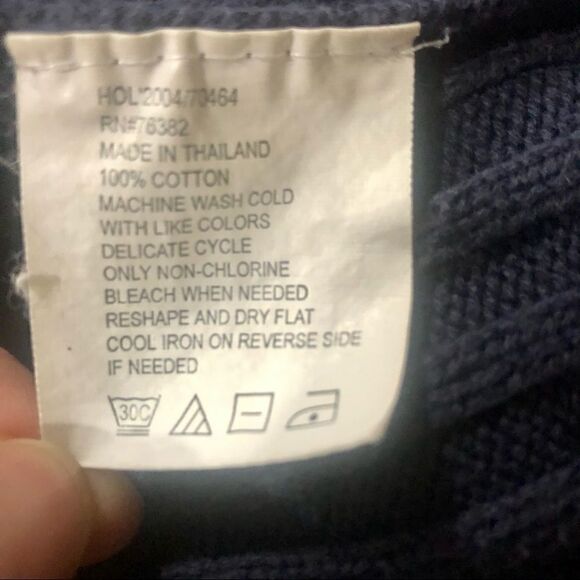 HOL'2004/70464
RN#76382
MADE IN THAILAND
100% COTTON
MACHINE WASH COLD
WITH LIKE COLORS
DELICATE CYCLE
ONLY NON-CHLORINE
BLEACH WHEN NEEDED
RESHAPE AND DRY FLAT
COOL IRON ON REVERSE SIDE
IF NEEDED
30C